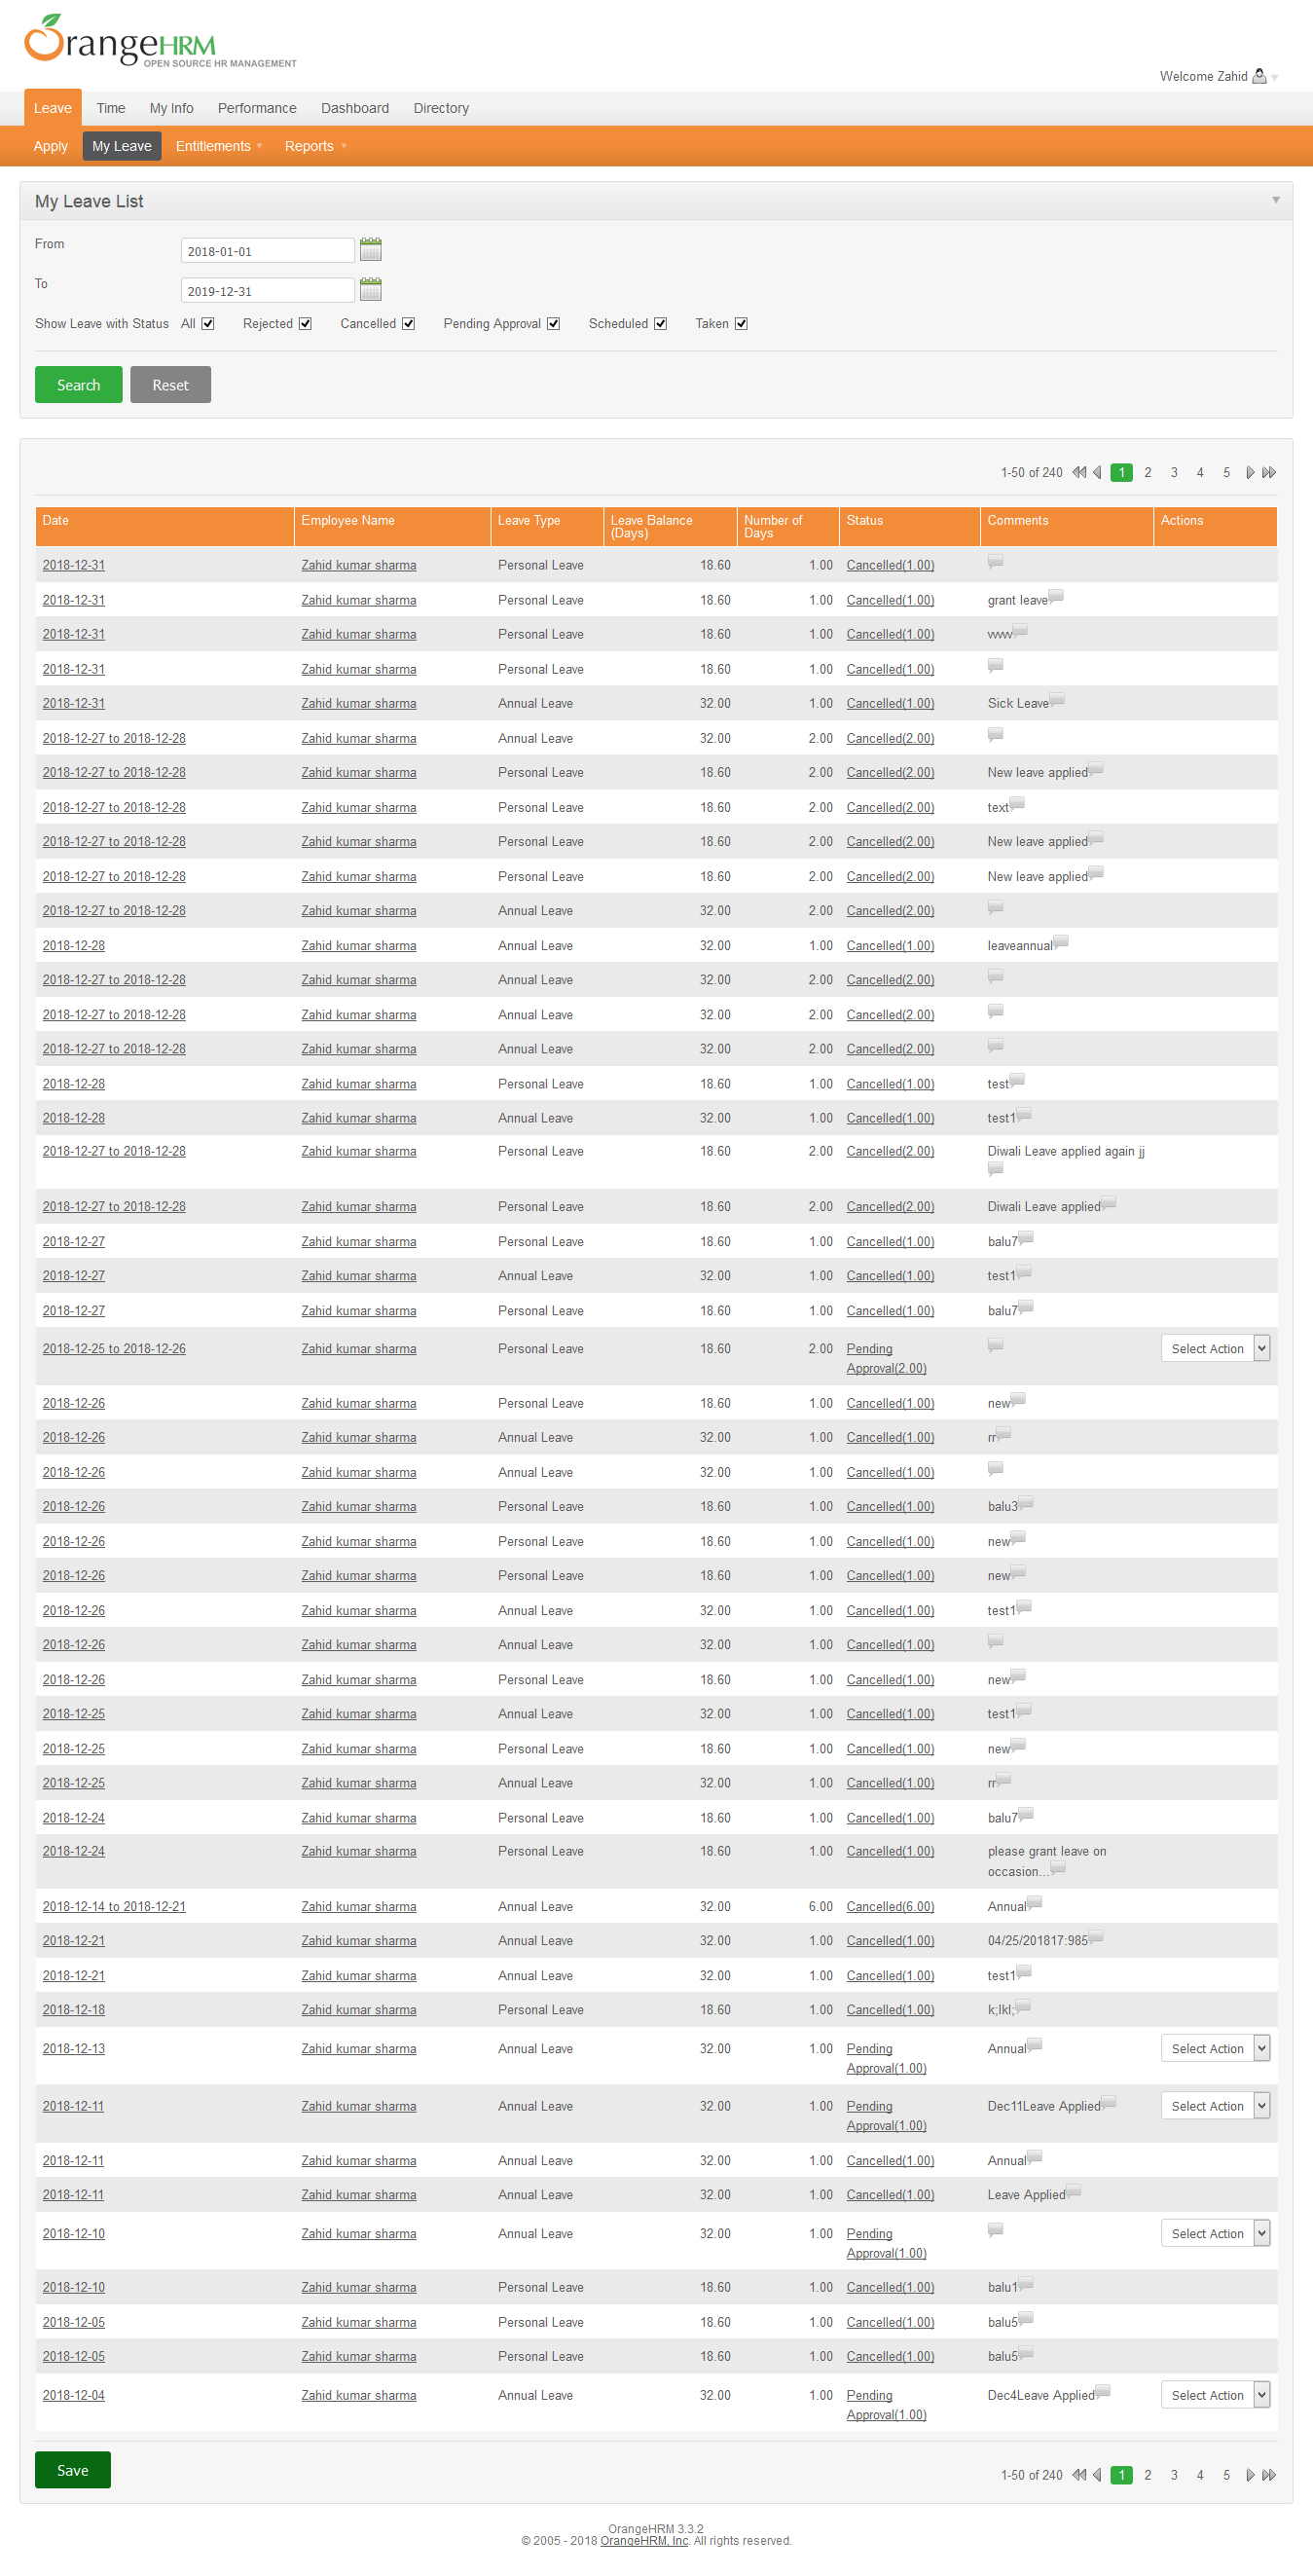 OrangeHRM
OPEN SOURCE HR MANAGEMENT
Welcome Zahid
Leave Time My Info Performance Dashboard Directory
Apply My Leave Entitlements Reports
My Leave List
From 2018-01-01
To 2019-12-31
Show Leave with Status All Rejected Cancelled Pending Approval Scheduled Taken
Search Reset
1-50 of 240 1 2 3 4 5
Date Employee Name Leave Type Leave Balance (Days) Number of Days Status Comments Actions
2018-12-31 Zahid kumar sharma Personal Leave 18.60 1.00 Cancelled(1.00)
2018-12-31 Zahid kumar sharma Personal Leave 18.60 1.00 Cancelled(1.00) grant leave
2018-12-31 Zahid kumar sharma Personal Leave 18.60 1.00 Cancelled(1.00)
2018-12-31 Zahid kumar sharma Personal Leave 18.60 1.00 Cancelled(1.00)
2018-12-31 Zahid kumar sharma Annual Leave 32.00 1.00 Cancelled(1.00) Sick Leave
2018-12-27 to 2018-12-28 Zahid kumar sharma Annual Leave 32.00 2.00 Cancelled(2.00)
2018-12-27 to 2018-12-28 Zahid kumar sharma Personal Leave 18.60 2.00 Cancelled(2.00) New leave applied
2018-12-27 to 2018-12-28 Zahid kumar sharma Personal Leave 18.60 2.00 Cancelled(2.00) text
2018-12-27 to 2018-12-28 Zahid kumar sharma Personal Leave 18.60 2.00 Cancelled(2.00) New leave applied
2018-12-27 to 2018-12-28 Zahid kumar sharma Personal Leave 18.60 2.00 Cancelled(2.00) New leave applied
2018-12-27 to 2018-12-28 Zahid kumar sharma Annual Leave 32.00 2.00 Cancelled(2.00)
2018-12-28 Zahid kumar sharma Annual Leave 32.00 1.00 Cancelled(1.00) leaveannual
2018-12-27 to 2018-12-28 Zahid kumar sharma Annual Leave 32.00 2.00 Cancelled(2.00)
2018-12-27 to 2018-12-28 Zahid kumar sharma Annual Leave 32.00 2.00 Cancelled(2.00)
2018-12-27 to 2018-12-28 Zahid kumar sharma Annual Leave 32.00 2.00 Cancelled(2.00)
2018-12-28 Zahid kumar sharma Personal Leave 18.60 1.00 Cancelled(1.00) test
2018-12-28 Zahid kumar sharma Annual Leave 32.00 1.00 Cancelled(1.00) test1
2018-12-27 to 2018-12-28 Zahid kumar sharma Personal Leave 18.60 2.00 Cancelled(2.00) Diwali Leave applied again jj
2018-12-27 to 2018-12-28 Zahid kumar sharma Personal Leave 18.60 2.00 Cancelled(2.00) Diwali Leave applied
2018-12-27 Zahid kumar sharma Personal Leave 18.60 1.00 Cancelled(1.00) balu7
2018-12-27 Zahid kumar sharma Annual Leave 32.00 1.00 Cancelled(1.00) test1
2018-12-27 Zahid kumar sharma Personal Leave 18.60 1.00 Cancelled(1.00) balu7
2018-12-25 to 2018-12-26 Zahid kumar sharma Personal Leave 18.60 2.00 Pending Select Action
Approval(2.00)
2018-12-26 Zahid kumar sharma Personal Leave 18.60 1.00 Cancelled(1.00) new
2018-12-26 Zahid kumar sharma Annual Leave 32.00 1.00 Cancelled(1.00) rr
2018-12-26 Zahid kumar sharma Annual Leave 32.00 1.00 Cancelled(1.00)
2018-12-26 Zahid kumar sharma Personal Leave 18.60 1.00 Cancelled(1.00) balu3
2018-12-26 Zahid kumar sharma Personal Leave 18.60 1.00 Cancelled(1.00) new
2018-12-26 Zahid kumar sharma Personal Leave 18.60 1.00 Cancelled(1.00) new
2018-12-26 Zahid kumar sharma Annual Leave 32.00 1.00 Cancelled(1.00) test1
2018-12-26 Zahid kumar sharma Annual Leave 32.00 1.00 Cancelled(1.00)
2018-12-26 Zahid kumar sharma Personal Leave 18.60 1.00 Cancelled(1.00) new
2018-12-25 Zahid kumar sharma Annual Leave 32.00 1.00 Cancelled(1.00) test1
2018-12-25 Zahid kumar sharma Personal Leave 18.60 1.00 Cancelled(1.00) new
2018-12-25 Zahid kumar sharma Annual Leave 32.00 1.00 Cancelled(1.00) rr
2018-12-24 Zahid kumar sharma Personal Leave 18.60 1.00 Cancelled(1.00) balu7
2018-12-24 Zahid kumar sharma Personal Leave 18.60 1.00 Cancelled(1.00) please grant leave on
occasion...
2018-12-14 to 2018-12-21 Zahid kumar sharma Annual Leave 32.00 6.00 Cancelled(6.00) Annual
2018-12-21 Zahid kumar sharma Annual Leave 32.00 1.00 Cancelled(1.00) 04/25/201817:985
2018-12-21 Zahid kumar sharma Annual Leave 32.00 1.00 Cancelled(1.00) test1
2018-12-18 Zahid kumar sharma Personal Leave 18.60 1.00 Cancelled(1.00) k;lkl;
2018-12-13 Zahid kumar sharma Annual Leave 32.00 1.00 Pending Annual Select Action
Approval(1.00)
2018-12-11 Zahid kumar sharma Annual Leave 32.00 1.00 Pending Dec11Leave Applied Select Action
Approval(1.00)
2018-12-11 Zahid kumar sharma Annual Leave 32.00 1.00 Cancelled(1.00) Annual
2018-12-11 Zahid kumar sharma Annual Leave 32.00 1.00 Cancelled(1.00) Leave Applied
2018-12-10 Zahid kumar sharma Annual Leave 32.00 1.00 Pending Select Action
Approval(1.00)
2018-12-10 Zahid kumar sharma Personal Leave 18.60 1.00 Cancelled(1.00) balu1
2018-12-05 Zahid kumar sharma Personal Leave 18.60 1.00 Cancelled(1.00) balu5
2018-12-05 Zahid kumar sharma Personal Leave 18.60 1.00 Cancelled(1.00) balu5
2018-12-04 Zahid kumar sharma Annual Leave 32.00 1.00 Pending Dec4Leave Applied Select Action
Approval(1.00)
Save
1-50 of 240 1 2 3 4 5
OrangeHRM 3.3.2
© 2005 - 2018 OrangeHRM, Inc. All rights reserved.